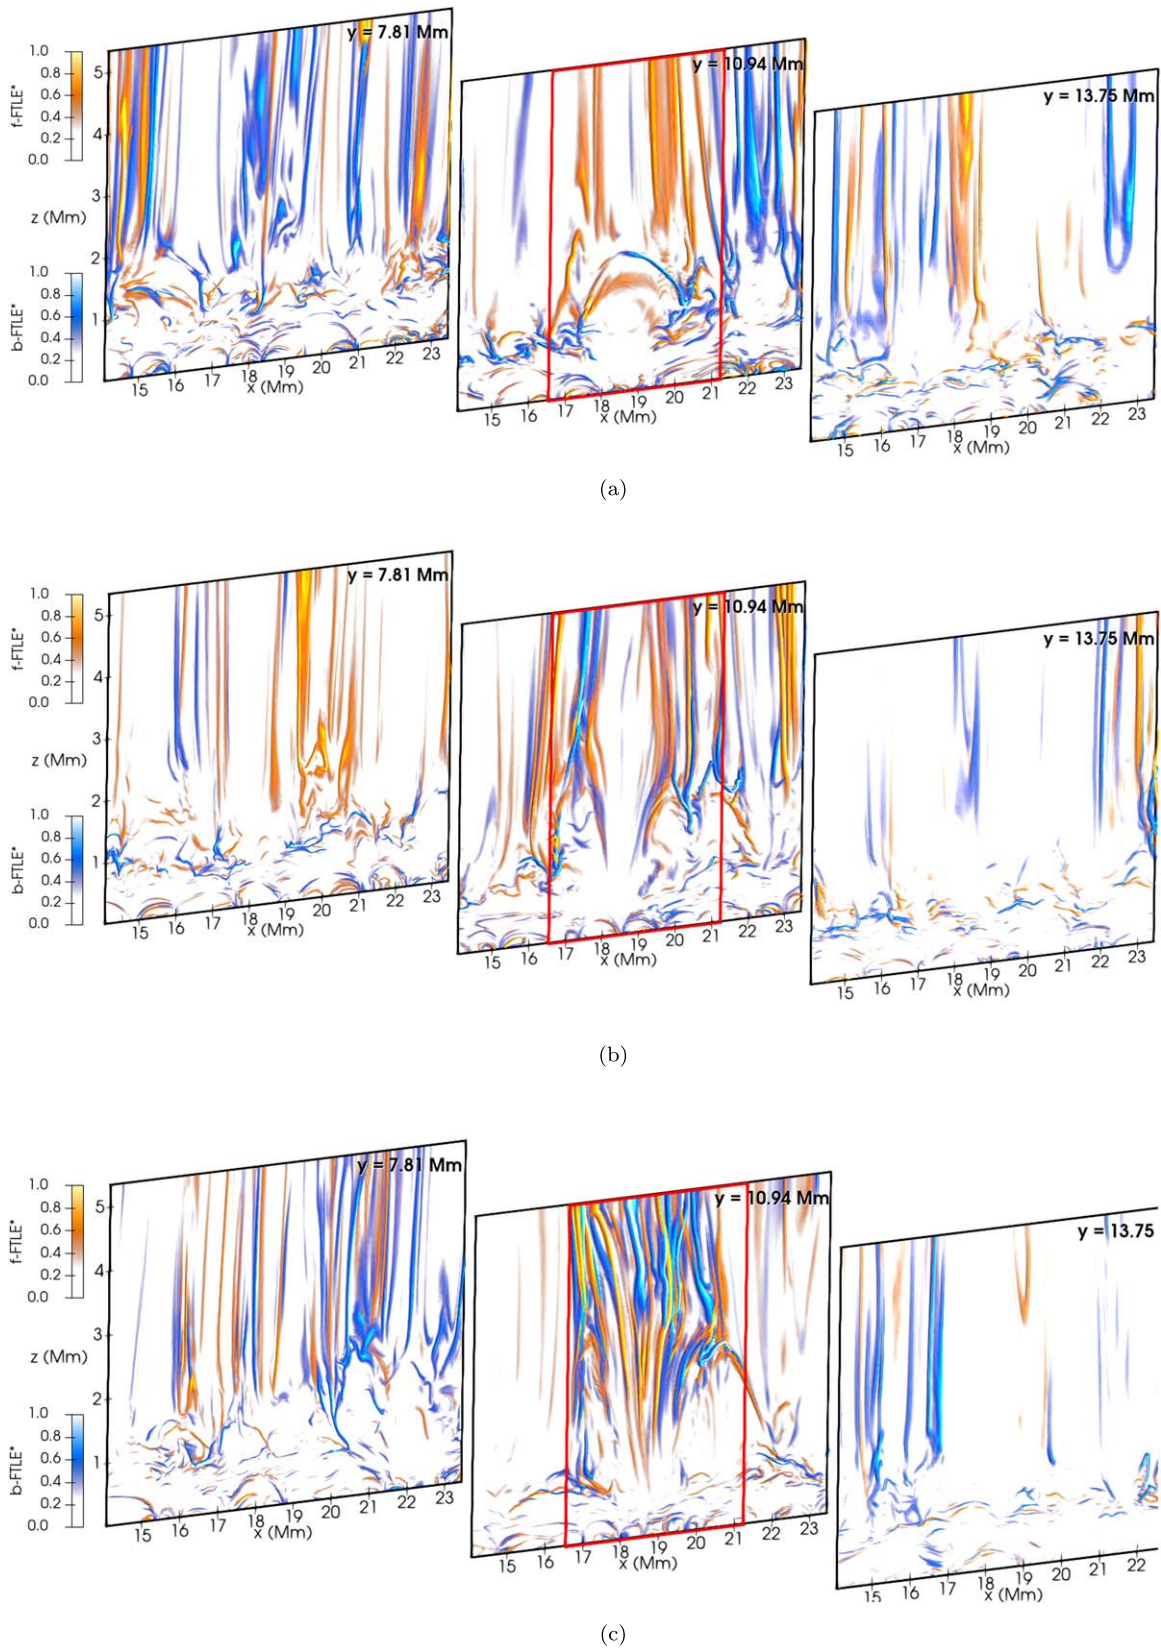 y = 7.81 Mm
y = 10.94 Mm
y = 13.75 Mm
1.0
0.8
0.6
0.4
0.2
0.0
f-FTLE*
5
4
3
2
1
z (Mm)
1.0
0.8
0.6
0.4
0.2
0.0
b-FTLE*
15 16 17 18 19 20 21 22 23
x (Mm)
15 16 17 18 19 20 21 22 23
x (Mm)
15 16 17 18 19 20 21 22 23
x (Mm)
(a)
y = 7.81 Mm
y = 10.94 Mm
y = 13.75 Mm
1.0
0.8
0.6
0.4
0.2
0.0
f-FTLE*
5
4
3
2
1
z (Mm)
1.0
0.8
0.6
0.4
0.2
0.0
b-FTLE*
15 16 17 18 19 20 21 22 23
x (Mm)
15 16 17 18 19 20 21 22 23
x (Mm)
15 16 17 18 19 20 21 22 23
x (Mm)
(b)
y = 7.81 Mm
y = 10.94 Mm
y = 13.75
1.0
0.8
0.6
0.4
0.2
0.0
f-FTLE*
5
4
3
2
1
z (Mm)
1.0
0.8
0.6
0.4
0.2
0.0
b-FTLE*
15 16 17 18 19 20 21 22 23
x (Mm)
15 16 17 18 19 20 21 22 23
x (Mm)
15 16 17 18 19 20 21 22
x (Mm)
(c)